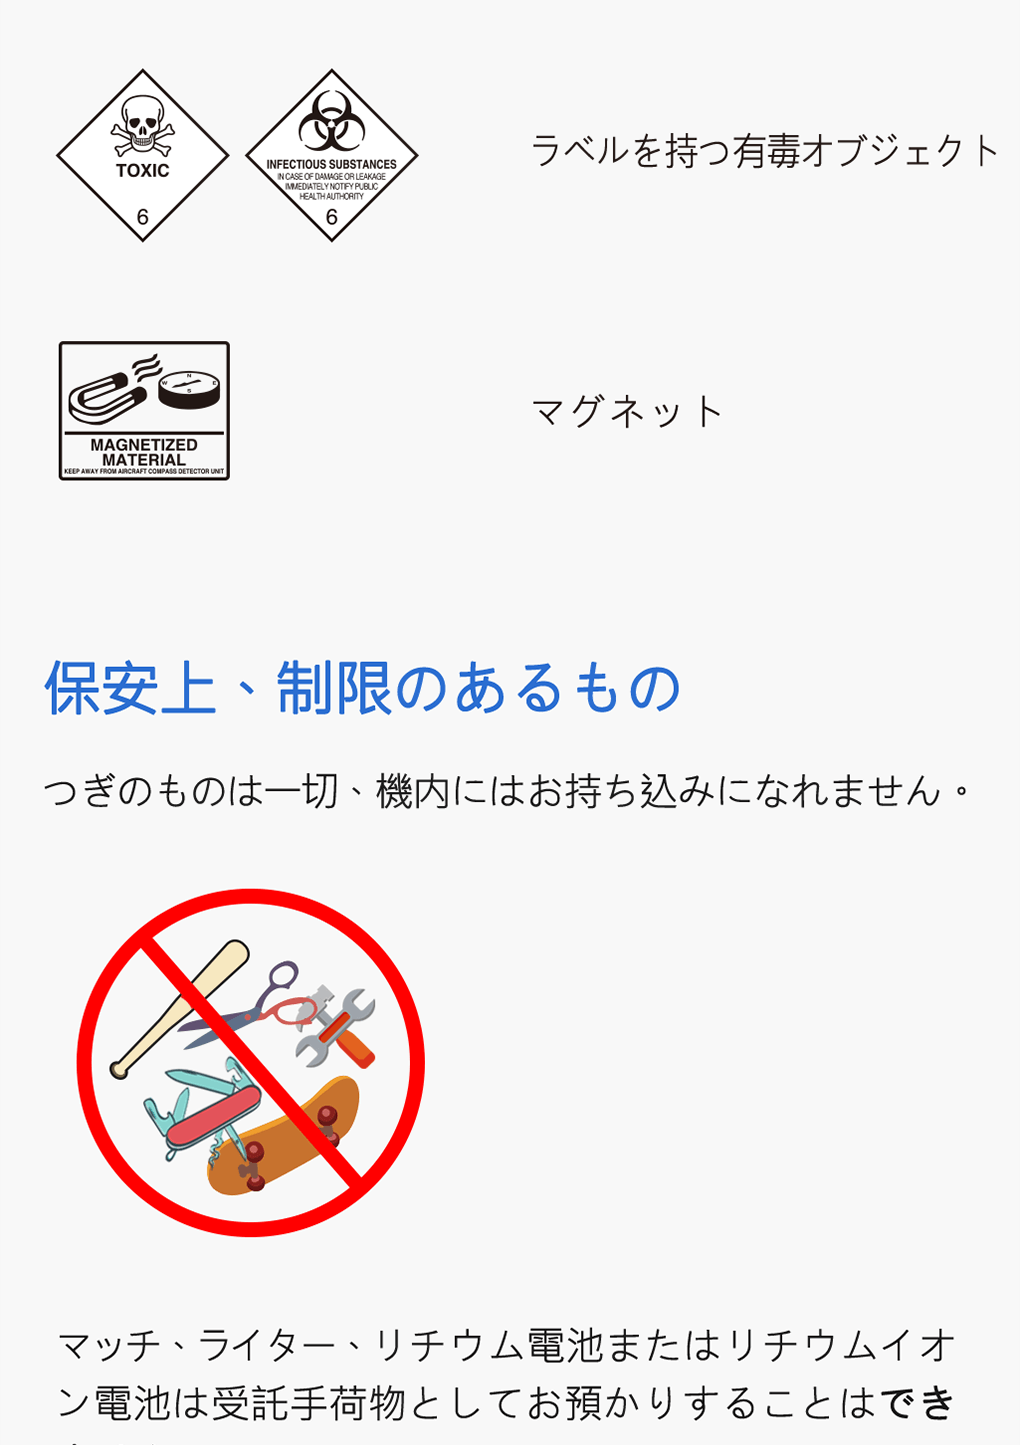 TOXIC
6
INFECTIOUS SUBSTANCES
IN CASE OF DAMAGE OR LEAKAGE
IMMEDIATELY NOTIFY PUBLIC
HEALTH AUTHORITY
6
ラベルを持つ有毒オブジェクト
N
W E
S
MAGNETIZED
MATERIAL
KEEP AWAY FROM AIRCRAFT COMPASS DETECTOR UNIT
マグネット
保安上、制限のあるもの
つぎのものは一切、機内にはお持ち込みになれません。
マッチ、ライター、リチウム電池またはリチウムイオ
ン電池は受託手荷物としてお預かりすることはでき